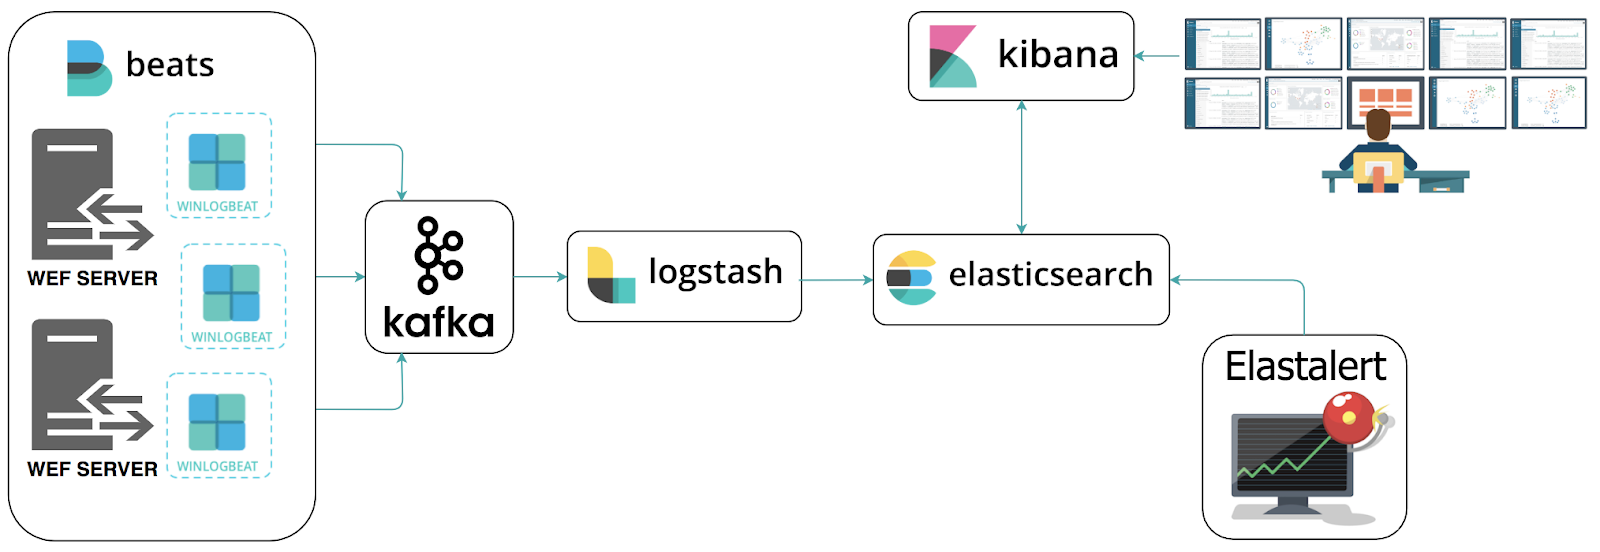 beats
WINLOGBEAT
WEF SERVER
WINLOGBEAT
WEF SERVER
WINLOGBEAT
kafka
logstash
elasticsearch
kibana
Elastalert